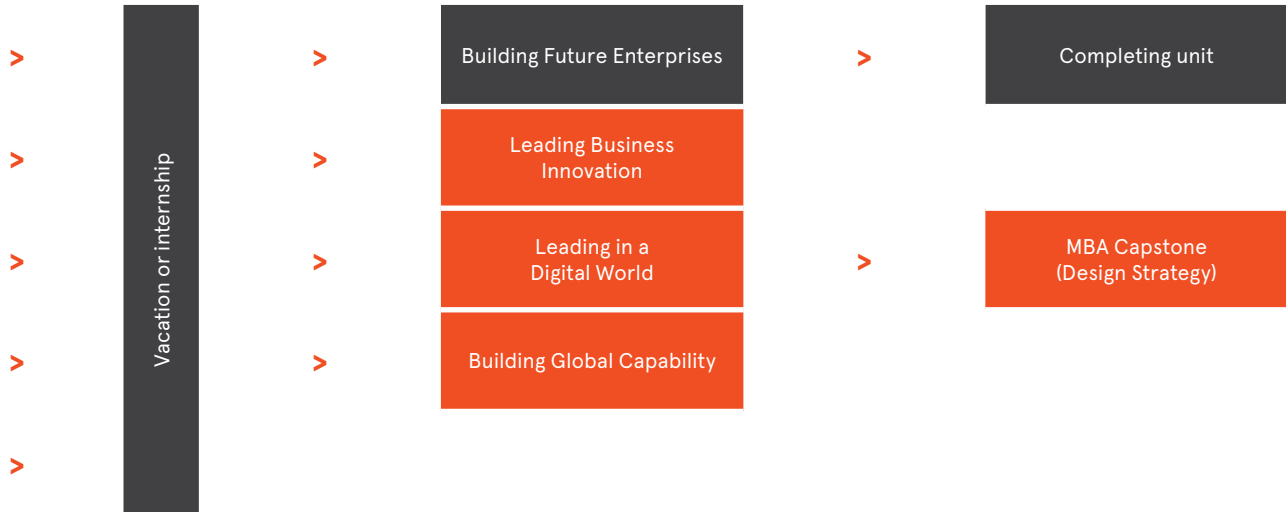 > > Building Future Enterprises > Completing unit
> > Leading Business
Innovation
Vacation or internship
> > Leading in a
Digital World
> MBA Capstone
(Design Strategy)
> > Building Global Capability
>